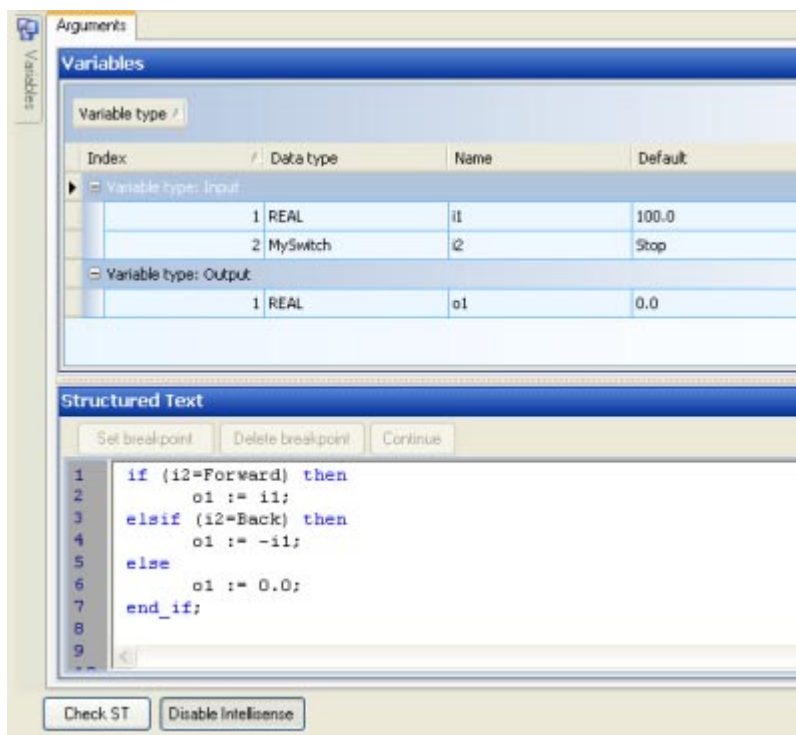 Arguments
Variables
Variables
Variable type
Index Data type Name Default
Variable type: Input
1 REAL i1 100.0
2 MySwitch i2 Stop
Variable type: Output
1 REAL o1 0.0
Structured Text
Set breakpoint Delete breakpoint Continue
1 if (i2=Forward) then
2 o1 := i1;
3 elsif (i2=Back) then
4 o1 := -i1;
5 else
6 o1 := 0.0;
7 end_if;
8
9
Check ST Disable Intellisense